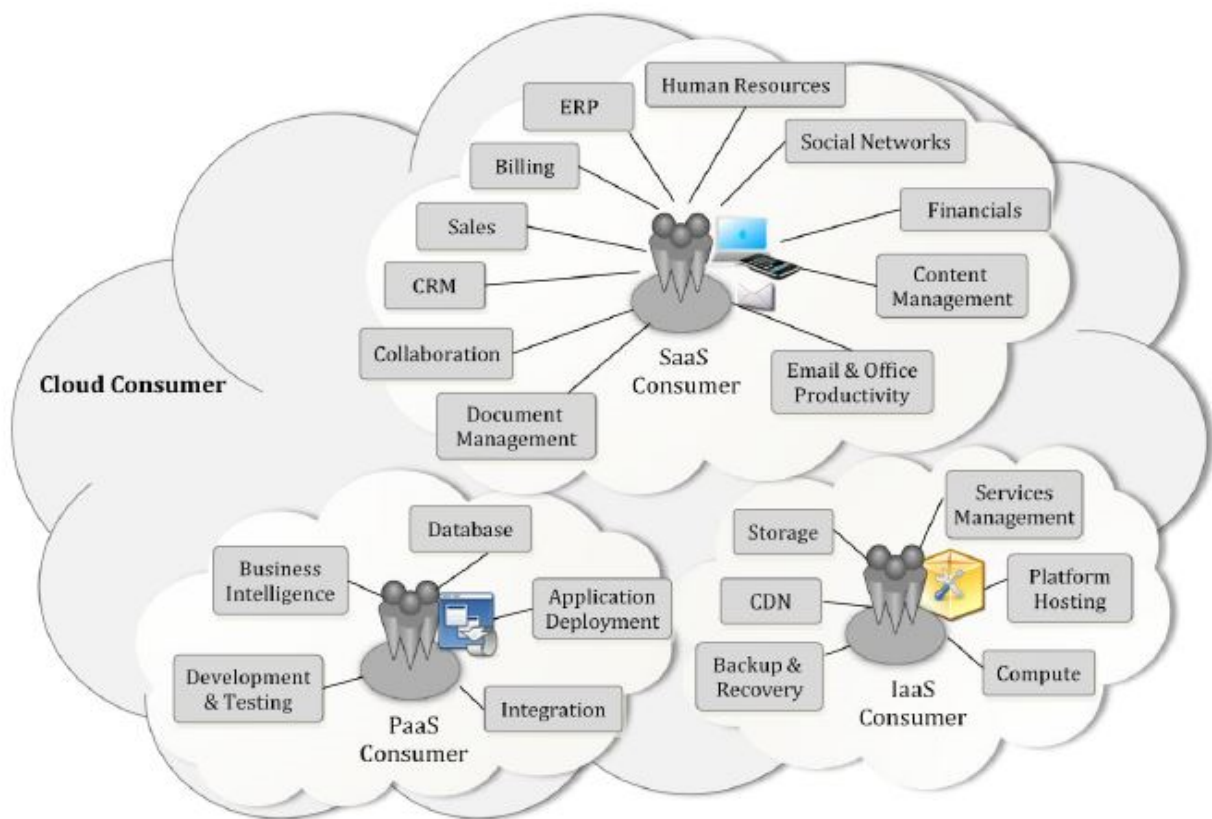 Human Resources
ERP
Social Networks
Billing
Financials
Sales
Content
Management
CRM
Collaboration
SaaS
Consumer
Email & Office
Productivity
Cloud Consumer
Document
Management
Services
Management
Database
Storage
Business
Intelligence
Application
Deployment
Platform
Hosting
CDN
Development
& Testing
Backup &
Recovery
Compute
Integration
PaaS
Consumer
IaaS
Consumer